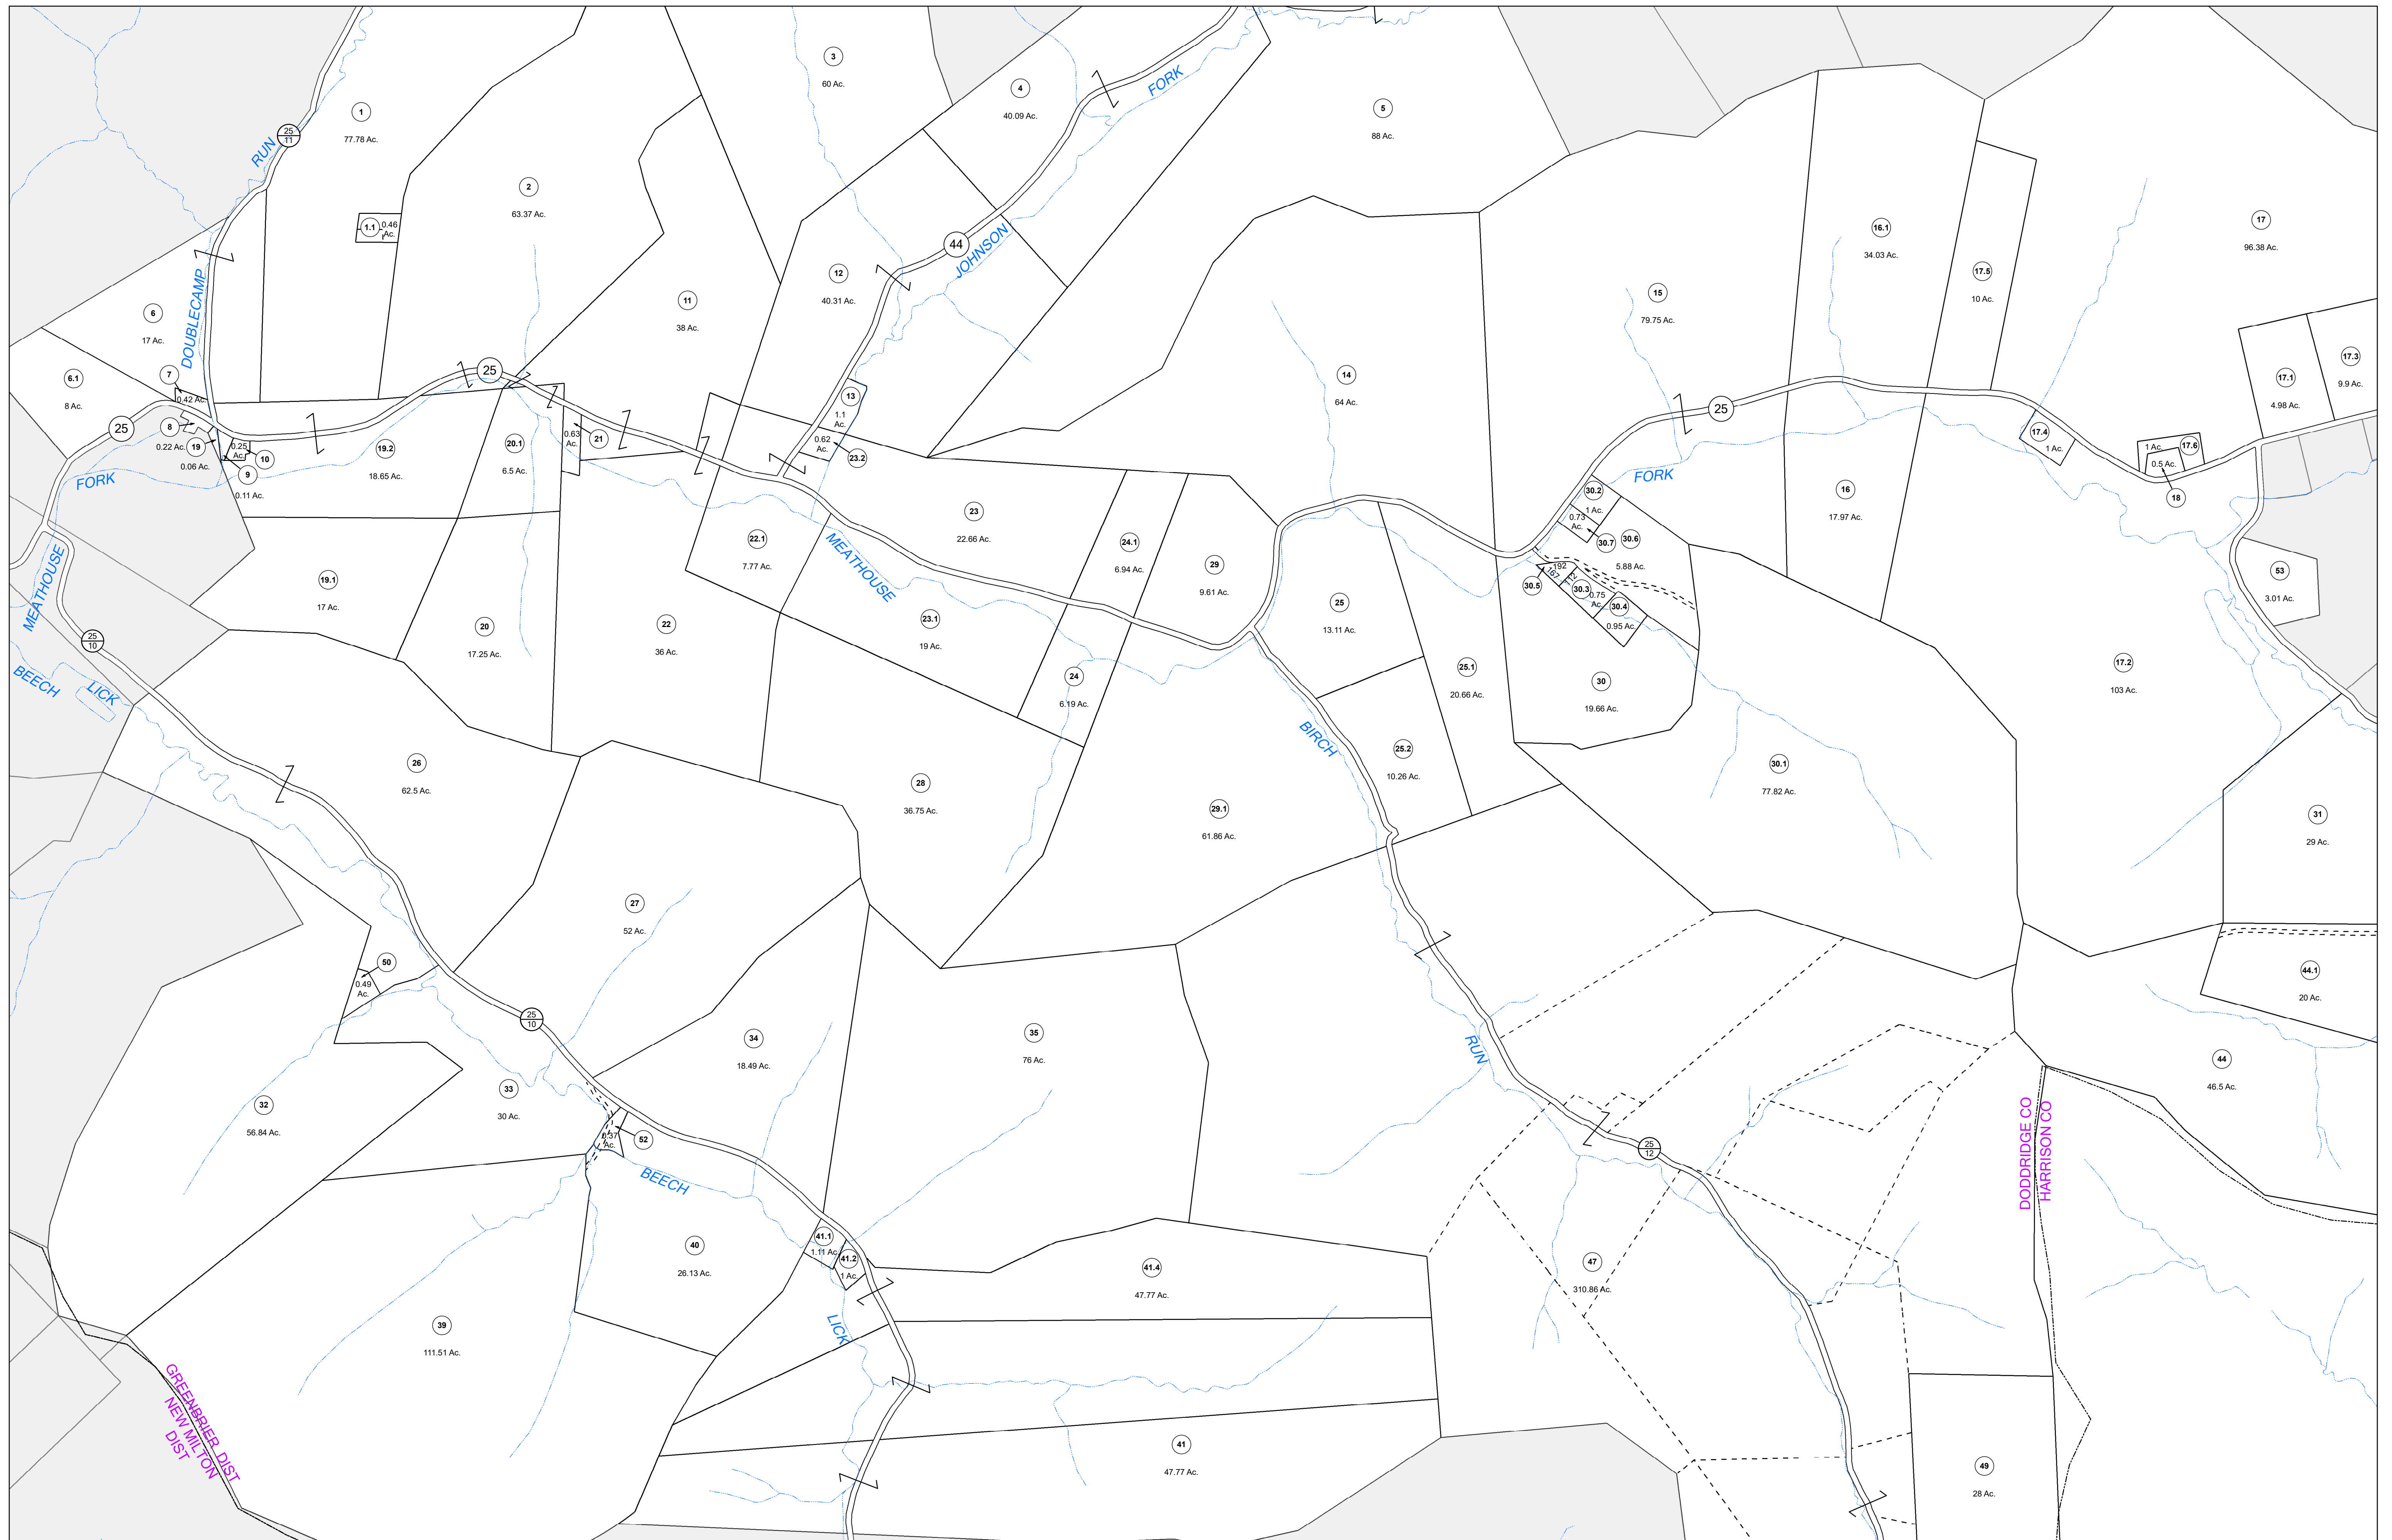 3
60 Ac.
4
40.09 Ac.
FORK
5
88 Ac.
1
77.78 Ac.
25
11
RUN
2
63.37 Ac.
1.1
0.46
Ac.
44
JOHNSON
16.1
34.03 Ac.
17
96.38 Ac.
12
40.31 Ac.
17.5
10 Ac.
6
17 Ac.
DOUBLECAMP
11
38 Ac.
15
79.75 Ac.
6.1
8 Ac.
7
0.42 Ac.
25
14
64 Ac.
17.3
9.9 Ac.
17.1
4.98 Ac.
25
8
0.22 Ac.
19
0.06 Ac.
0.25
Ac.
10
9
0.11 Ac.
19.2
18.65 Ac.
20.1
6.5 Ac.
0.63
Ac.
21
13
1.1
Ac.
0.62
Ac.
23.2
25
17.4
1 Ac.
1 Ac.
17.6
0.5 Ac.
18
FORK
FORK
16
17.97 Ac.
30.2
1 Ac.
0.73
Ac.
30.7
30.6
5.88 Ac.
23
22.66 Ac.
22.1
7.77 Ac.
MEATHOUSE
24.1
6.94 Ac.
29
9.61 Ac.
30.5
192
167
112
30.3
0.75
Ac.
30.4
0.95 Ac.
53
3.01 Ac.
MEATHOUSE
19.1
17 Ac.
20
17.25 Ac.
22
36 Ac.
23.1
19 Ac.
25
13.11 Ac.
25
10
24
6.19 Ac.
25.1
20.66 Ac.
30
19.66 Ac.
17.2
103 Ac.
BEECH
LICK
BIRCH
25.2
10.26 Ac.
26
62.5 Ac.
28
36.75 Ac.
29.1
61.86 Ac.
30.1
77.82 Ac.
31
29 Ac.
27
52 Ac.
50
0.49
Ac.
44.1
20 Ac.
25
10
34
18.49 Ac.
35
76 Ac.
RUN
44
46.5 Ac.
32
56.84 Ac.
33
30 Ac.
0.37
Ac.
52
25
12
DODDRIDGE CO
HARRISON CO
BEECH
40
26.13 Ac.
41.1
1.11 Ac.
41.2
1 Ac.
41.4
47.77 Ac.
47
310.86 Ac.
LICK
39
111.51 Ac.
GREENBRIER DIST
NEW MILTON
DIST
41
47.77 Ac.
49
28 Ac.